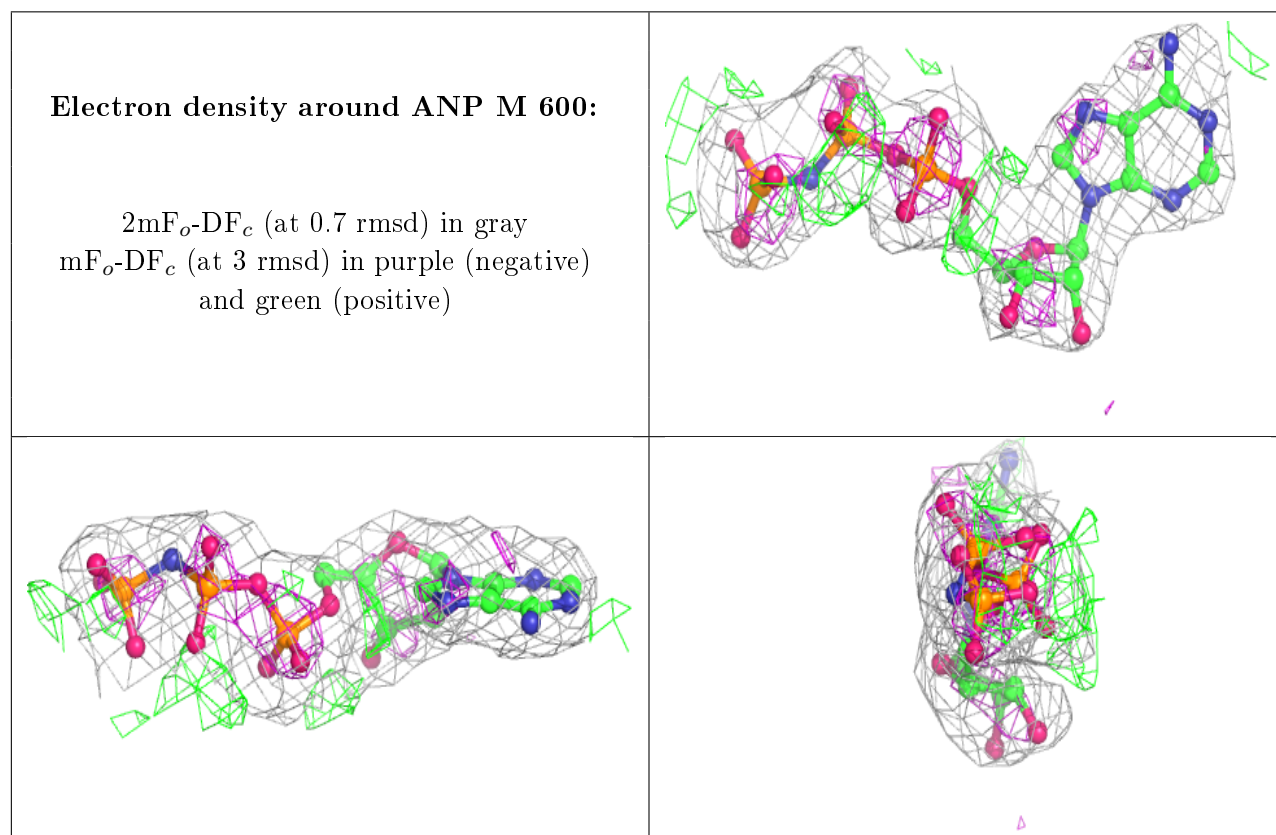 Electron density around ANP M 600:
2mFₒ-DF𝒸 (at 0.7 rmsd) in gray
mFₒ-DF𝒸 (at 3 rmsd) in purple (negative)
and green (positive)